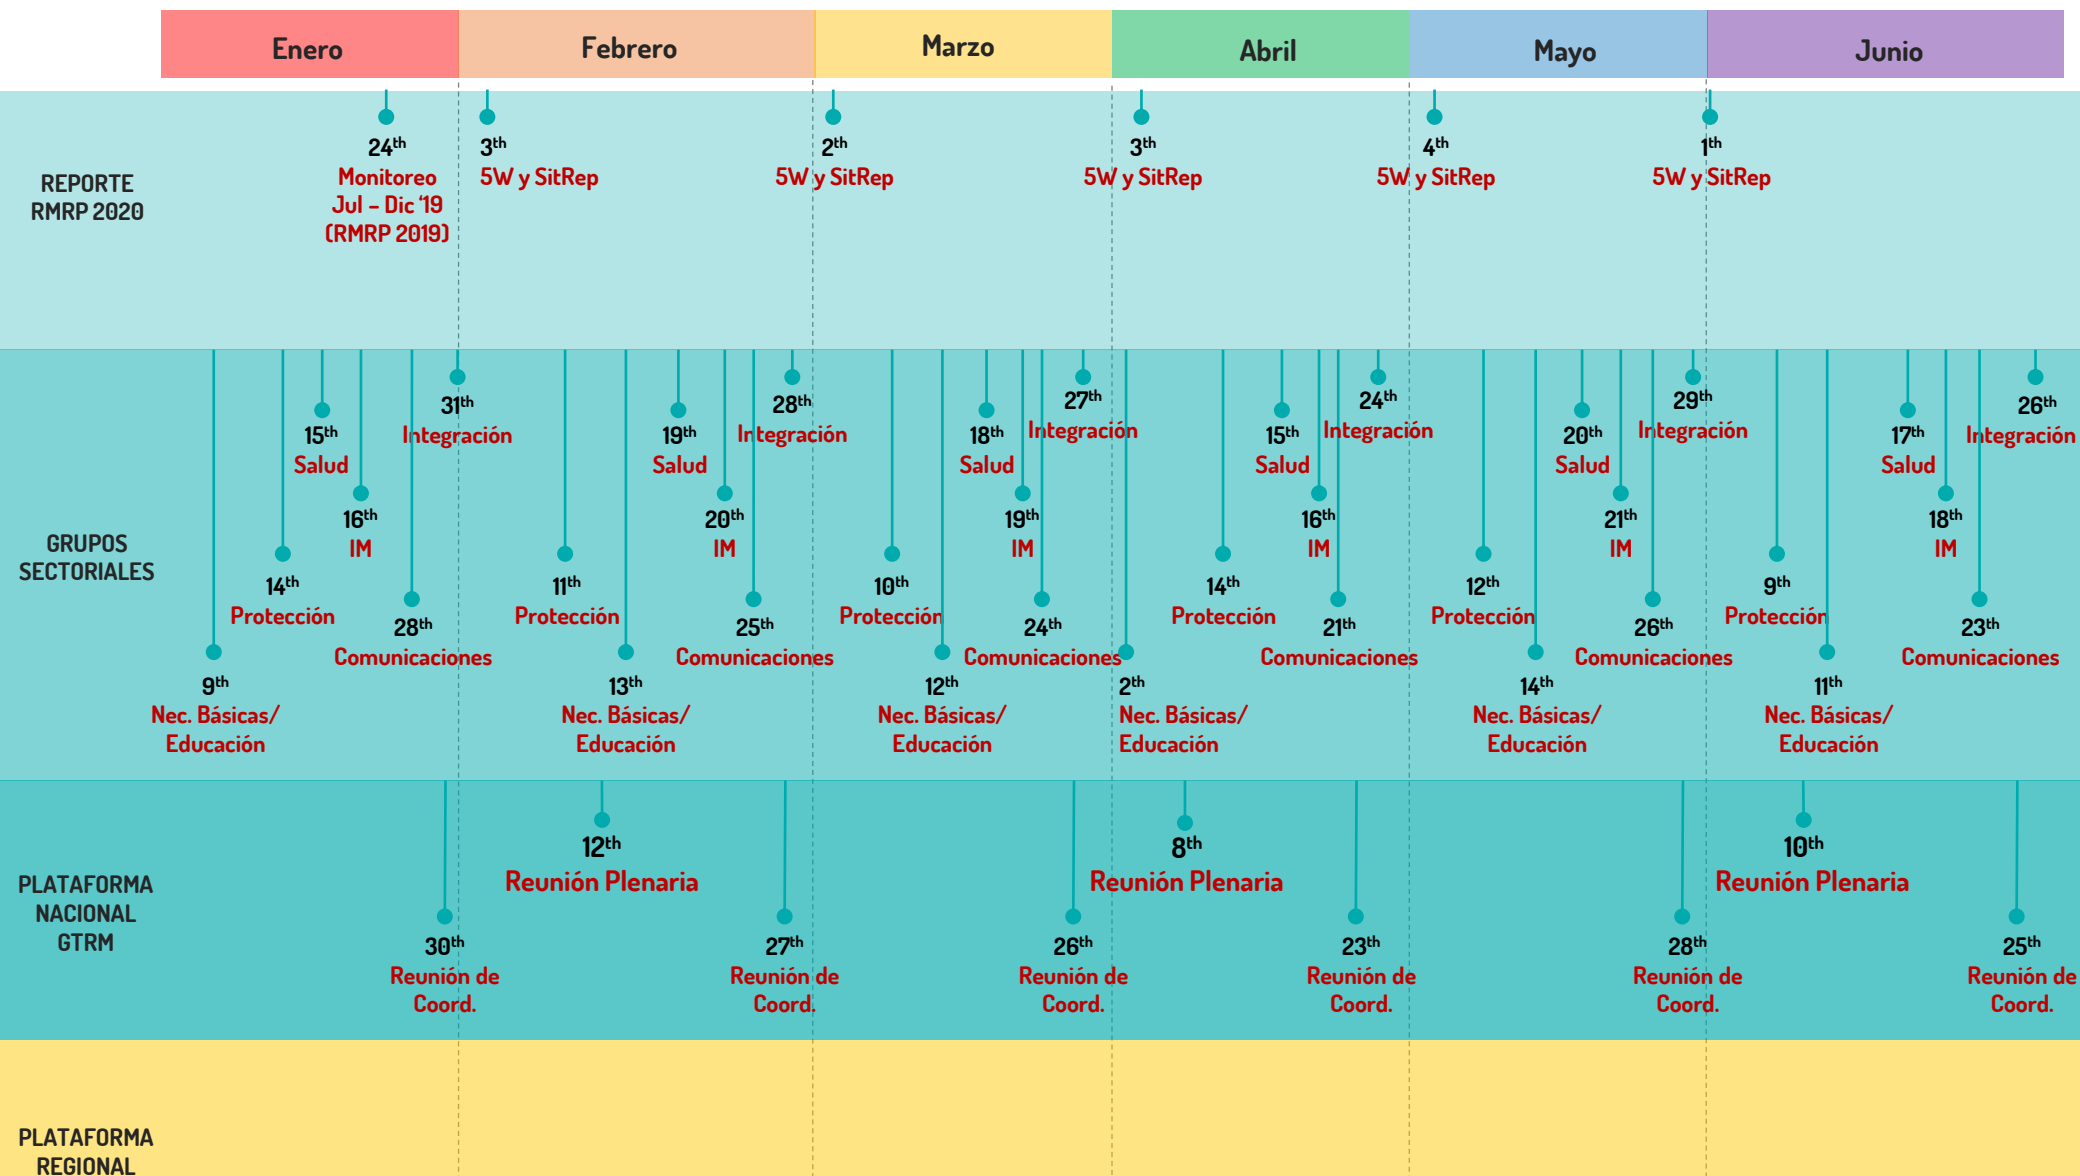 Enero
Febrero
Marzo
Abril
Mayo
Junio
REPORTE
RMRP 2020
24th
Monitoreo
Jul – Dic ‘19
(RMRP 2019)
3th
5W y SitRep
2th
5W y SitRep
3th
5W y SitRep
4th
5W y SitRep
1th
5W y SitRep
GRUPOS
SECTORIALES
9th
Nec. Básicas/
Educación
14th
Protección
15th
Salud
16th
IM
28th
Comunicaciones
31th
Integración
11th
Protección
13th
Nec. Básicas/
Educación
19th
Salud
20th
IM
25th
Comunicaciones
28th
Integración
10th
Protección
12th
Nec. Básicas/
Educación
18th
Salud
19th
IM
24th
Comunicaciones
27th
Integración
2th
Nec. Básicas/
Educación
14th
Protección
15th
Salud
16th
IM
21th
Comunicaciones
24th
Integración
12th
Protección
14th
Nec. Básicas/
Educación
20th
Salud
21th
IM
26th
Comunicaciones
29th
Integración
9th
Protección
11th
Nec. Básicas/
Educación
17th
Salud
18th
IM
23th
Comunicaciones
26th
Integración
PLATAFORMA
NACIONAL
GTRM
30th
Reunión de
Coord.
12th
Reunión Plenaria
27th
Reunión de
Coord.
26th
Reunión de
Coord.
8th
Reunión Plenaria
23th
Reunión de
Coord.
28th
Reunión de
Coord.
10th
Reunión Plenaria
25th
Reunión de
Coord.
PLATAFORMA
REGIONAL